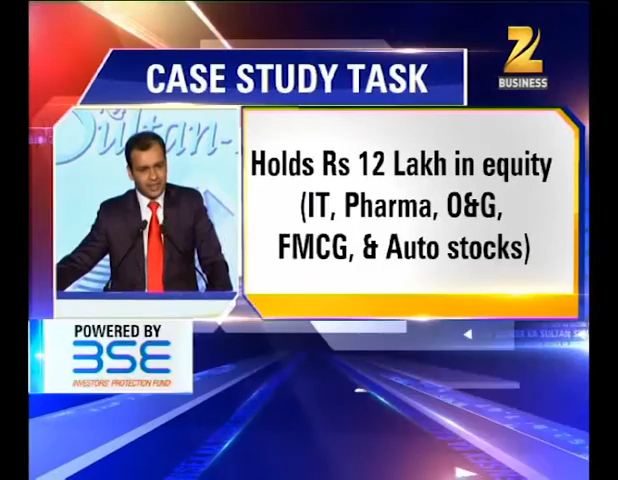 Z
BUSINESS
CASE STUDY TASK
Sultan-
Holds Rs 12 Lakh in equity
(IT, Pharma, O&G,
FMCG, & Auto stocks)
POWERED BY
BSE
INVESTORS' PROTECTION FUND